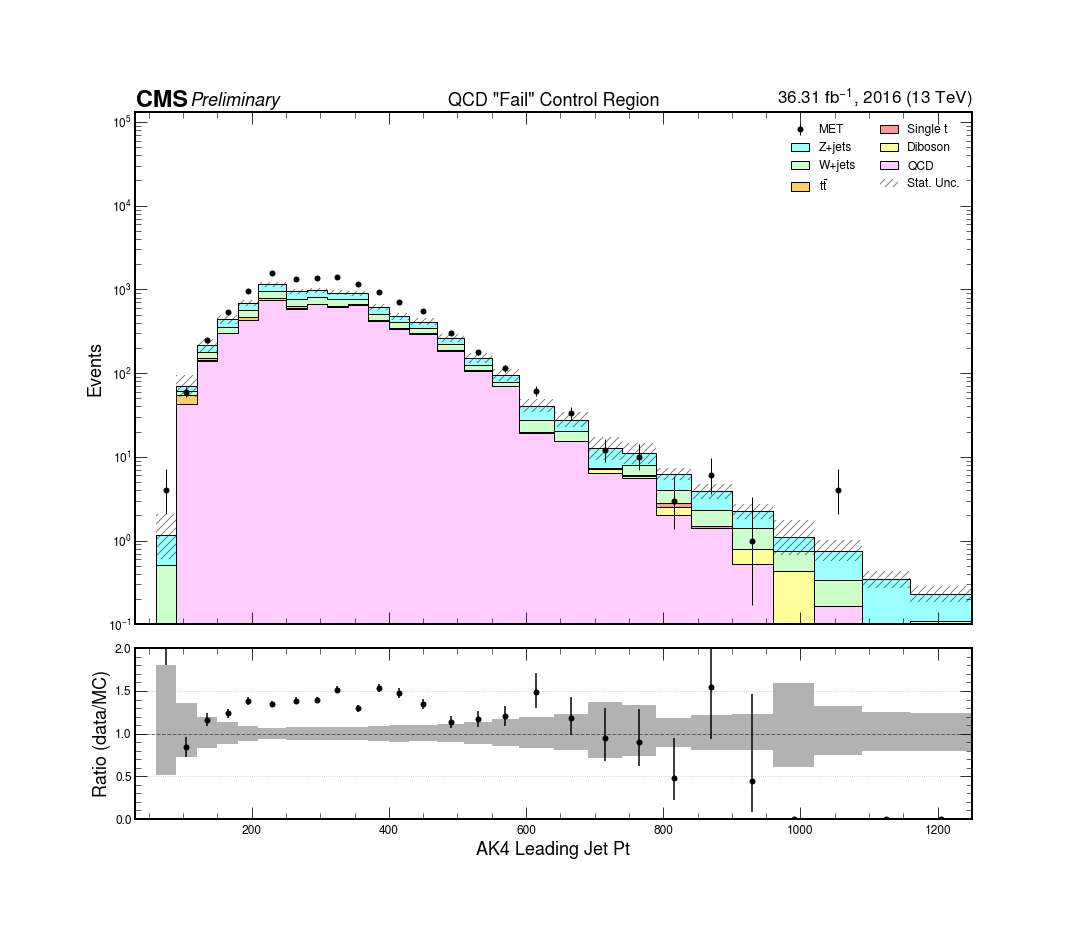 CMS Preliminary
QCD "Fail" Control Region
36.31 fb⁻¹, 2016 (13 TeV)
MET
Z+jets
W+jets
tt̄
Single t
Diboson
QCD
Stat. Unc.
Events
10⁵
10⁴
10³
10²
10¹
10⁰
10⁻¹
Ratio (data/MC)
2.0
1.5
1.0
0.5
0.0
200 400 600 800 1000 1200
AK4 Leading Jet Pt